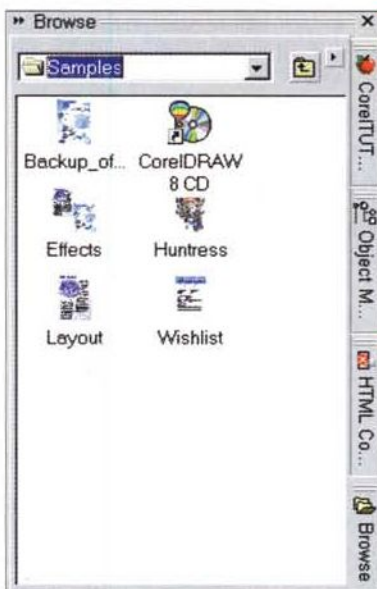 Browse
Samples
Backup_of...
CorelDRAW
8 CD
Effects
Huntress
Layout
Wishlist
CorelTUT...
Object M...
HTML Co...
Browse